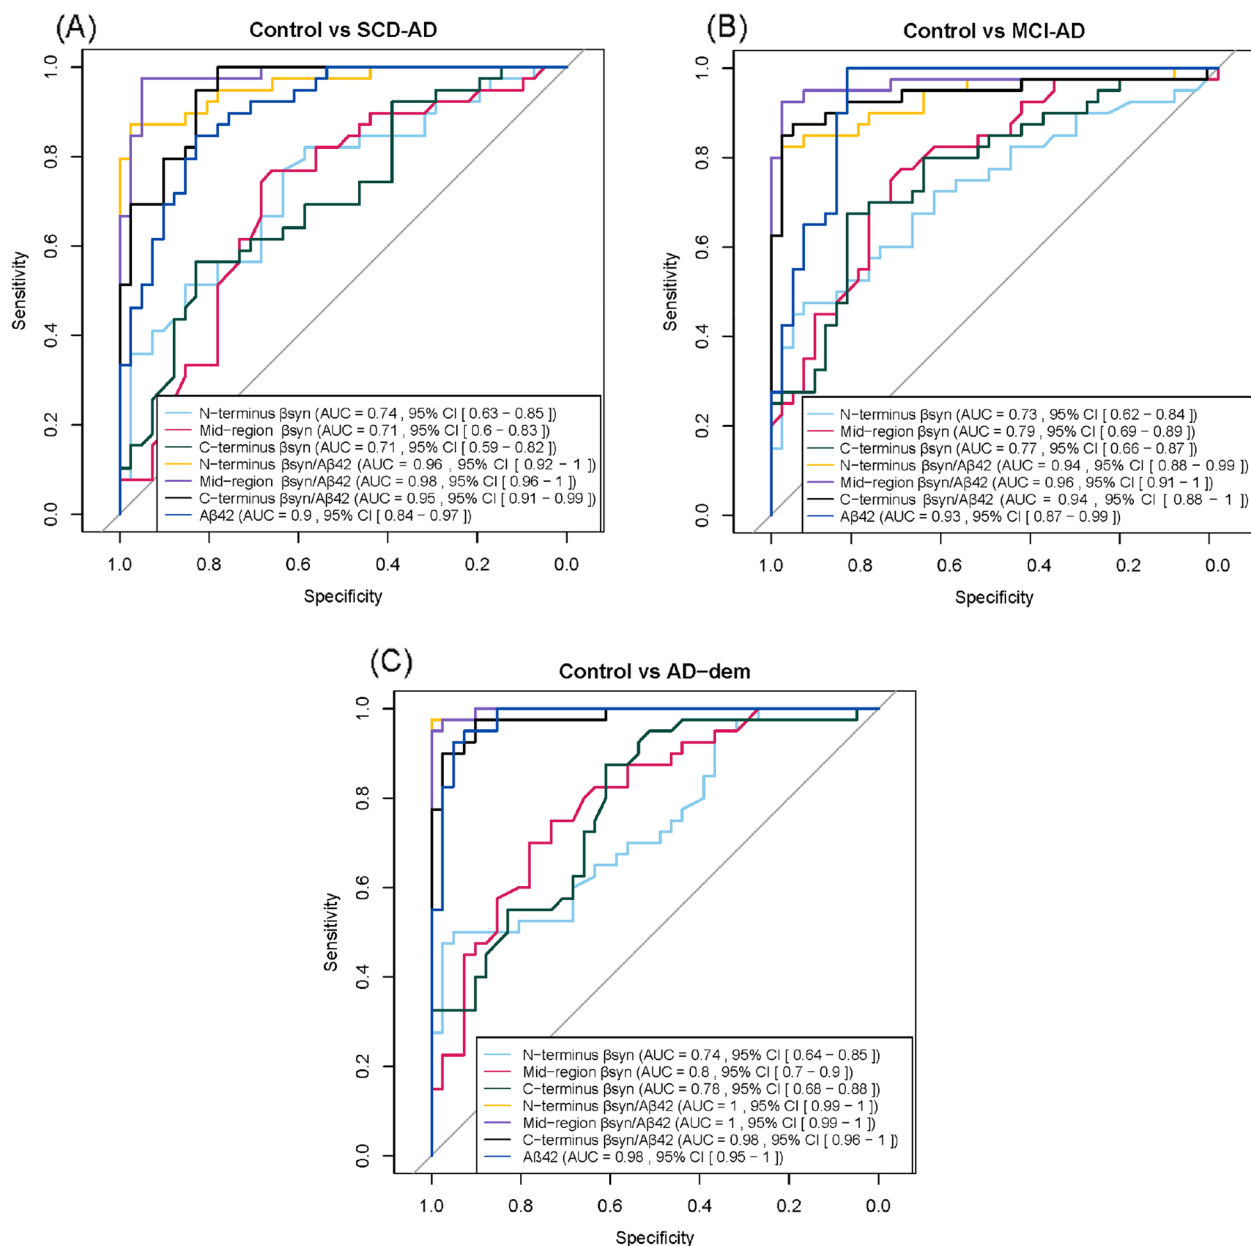 (A)
Control vs SCD-AD
Sensitivity
1.0
0.8
0.6
0.4
0.2
0.0
N-terminus βsyn (AUC = 0.74 , 95% CI [ 0.63 − 0.85 ])
Mid-region βsyn (AUC = 0.71 , 95% CI [ 0.6 − 0.83 ])
C-terminus βsyn (AUC = 0.71 , 95% CI [ 0.59 − 0.82 ])
N-terminus βsyn/Aβ42 (AUC = 0.96 , 95% CI [ 0.92 − 1 ])
Mid-region βsyn/Aβ42 (AUC = 0.98 , 95% CI [ 0.96 − 1 ])
C-terminus βsyn/Aβ42 (AUC = 0.95 , 95% CI [ 0.91 − 0.99 ])
Aβ42 (AUC = 0.9 , 95% CI [ 0.84 − 0.97 ])
1.0 0.8 0.6 0.4 0.2 0.0
Specificity
(B)
Control vs MCI-AD
Sensitivity
1.0
0.8
0.6
0.4
0.2
0.0
N-terminus βsyn (AUC = 0.73 , 95% CI [ 0.62 − 0.84 ])
Mid-region βsyn (AUC = 0.79 , 95% CI [ 0.69 − 0.89 ])
C-terminus βsyn (AUC = 0.77 , 95% CI [ 0.66 − 0.87 ])
N-terminus βsyn/Aβ42 (AUC = 0.94 , 95% CI [ 0.88 − 0.99 ])
Mid-region βsyn/Aβ42 (AUC = 0.96 , 95% CI [ 0.91 − 1 ])
C-terminus βsyn/Aβ42 (AUC = 0.94 , 95% CI [ 0.88 − 1 ])
Aβ42 (AUC = 0.93 , 95% CI [ 0.87 − 0.99 ])
1.0 0.8 0.6 0.4 0.2 0.0
Specificity
(C)
Control vs AD−dem
Sensitivity
1.0
0.8
0.6
0.4
0.2
0.0
N−terminus βsyn (AUC = 0.74 , 95% CI [ 0.64 − 0.85 ])
Mid−region βsyn (AUC = 0.8 , 95% CI [ 0.7 − 0.9 ])
C−terminus βsyn (AUC = 0.78 , 95% CI [ 0.68 − 0.88 ])
N−terminus βsyn/Aβ42 (AUC = 1 , 95% CI [ 0.99 − 1 ])
Mid−region βsyn/Aβ42 (AUC = 1 , 95% CI [ 0.99 − 1 ])
C−terminus βsyn/Aβ42 (AUC = 0.98 , 95% CI [ 0.96 − 1 ])
Aß42 (AUC = 0.98 , 95% CI [ 0.95 − 1 ])
1.0 0.8 0.6 0.4 0.2 0.0
Specificity